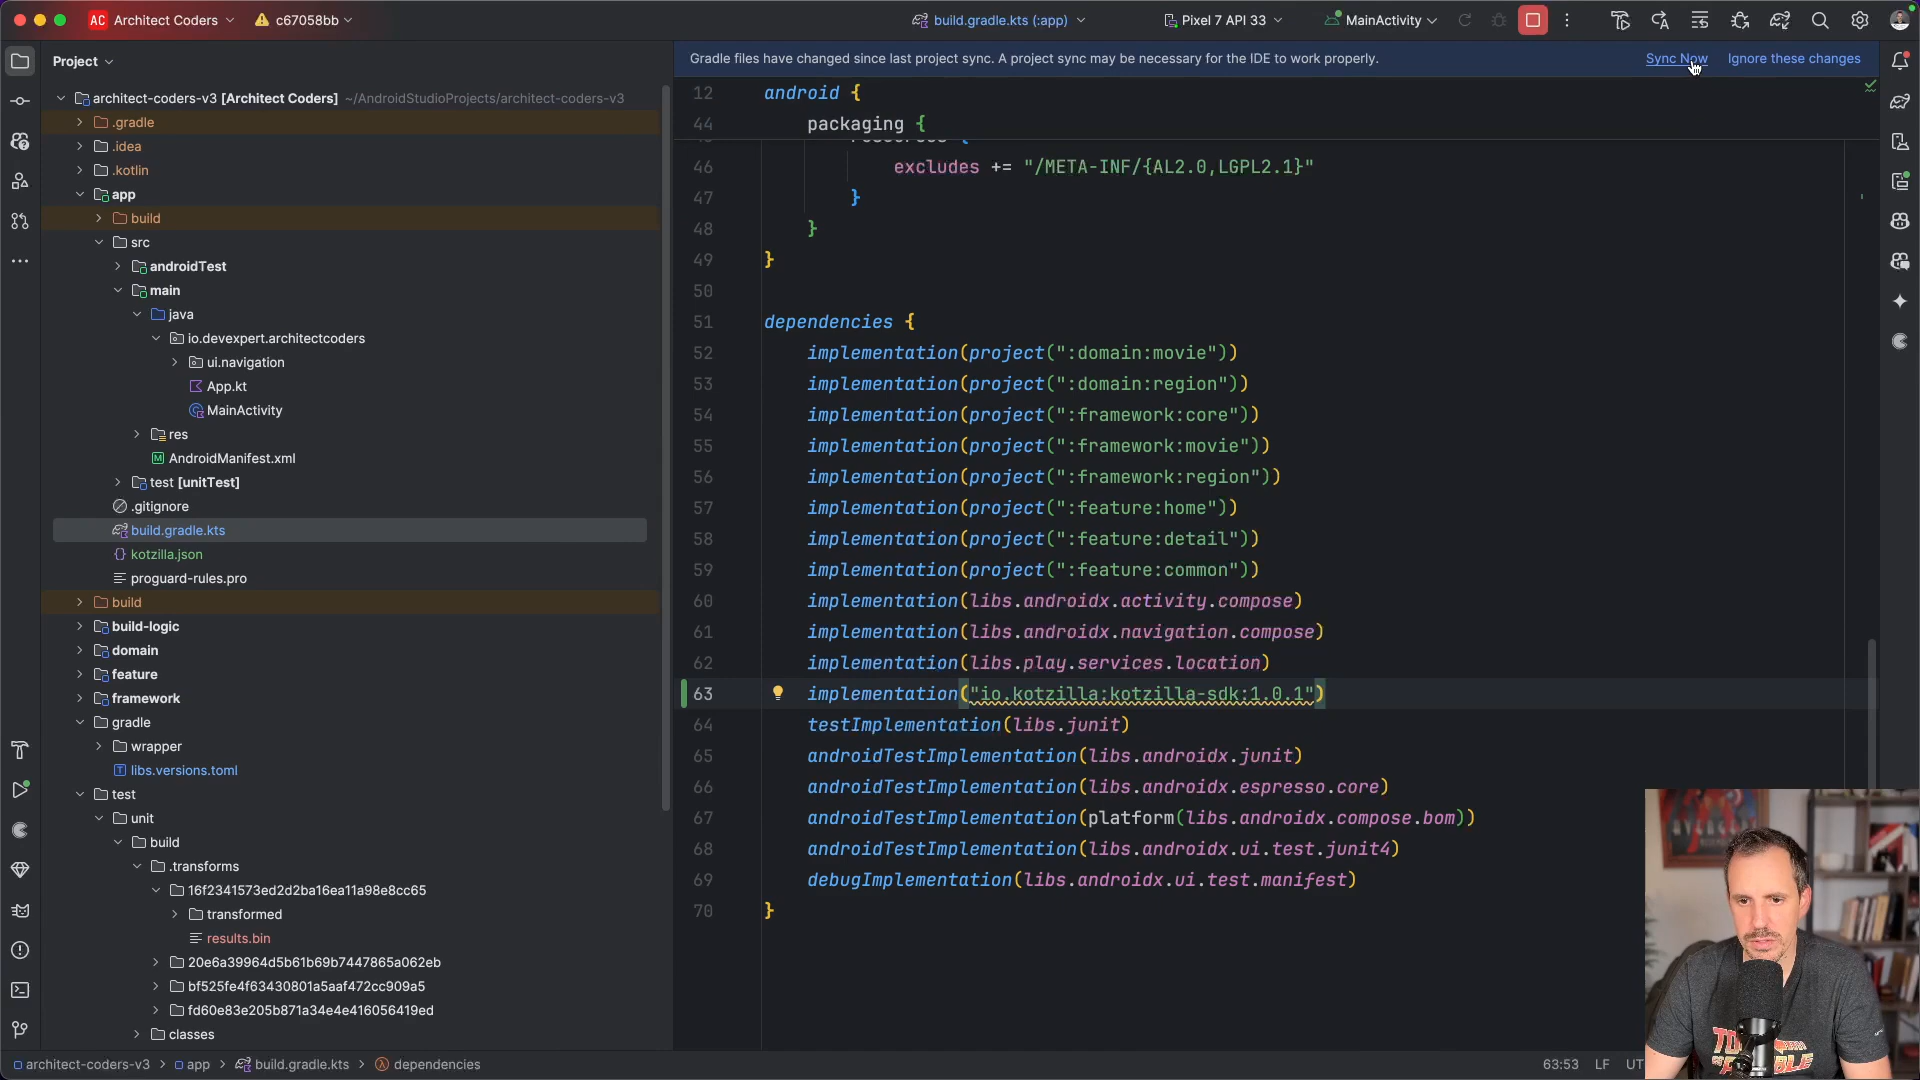 AC Architect Coders
c67058bb
build.gradle.kts (:app)
Pixel 7 API 33
MainActivity
Project
Gradle files have changed since last project sync. A project sync may be necessary for the IDE to work properly.
Sync Now
Ignore these changes
architect-coders-v3 [Architect Coders] ~/AndroidStudioProjects/architect-coders-v3
.gradle
.idea
.kotlin
app
build
src
androidTest
main
java
io.devexpert.architectcoders
ui.navigation
App.kt
MainActivity
res
AndroidManifest.xml
test [unitTest]
.gitignore
build.gradle.kts
kotzilla.json
proguard-rules.pro
build
build-logic
domain
feature
framework
gradle
wrapper
libs.versions.toml
test
unit
build
.transforms
16f2341573ed2d2ba16ea11a98e8cc65
transformed
results.bin
20e6a39964d5b61b69b7447865a062eb
bf525fe4f63430801a5aaf472cc909a5
fd60e83e205b871a34e4e416056419ed
classes
12 android {
44 packaging {
46 excludes += "/META-INF/{AL2.0,LGPL2.1}"
47 }
48 }
49 }
50
51 dependencies {
52 implementation(project(":domain:movie"))
53 implementation(project(":domain:region"))
54 implementation(project(":framework:core"))
55 implementation(project(":framework:movie"))
56 implementation(project(":framework:region"))
57 implementation(project(":feature:home"))
58 implementation(project(":feature:detail"))
59 implementation(project(":feature:common"))
60 implementation(libs.androidx.activity.compose)
61 implementation(libs.androidx.navigation.compose)
62 implementation(libs.play.services.location)
63 implementation("io.kotzilla:kotzilla-sdk:1.0.1")
64 testImplementation(libs.junit)
65 androidTestImplementation(libs.androidx.junit)
66 androidTestImplementation(libs.androidx.espresso.core)
67 androidTestImplementation(platform(libs.androidx.compose.bom))
68 androidTestImplementation(libs.androidx.ui.test.junit4)
69 debugImplementation(libs.androidx.ui.test.manifest)
70 }
architect-coders-v3 > app > build.gradle.kts > dependencies
63:53 LF UT